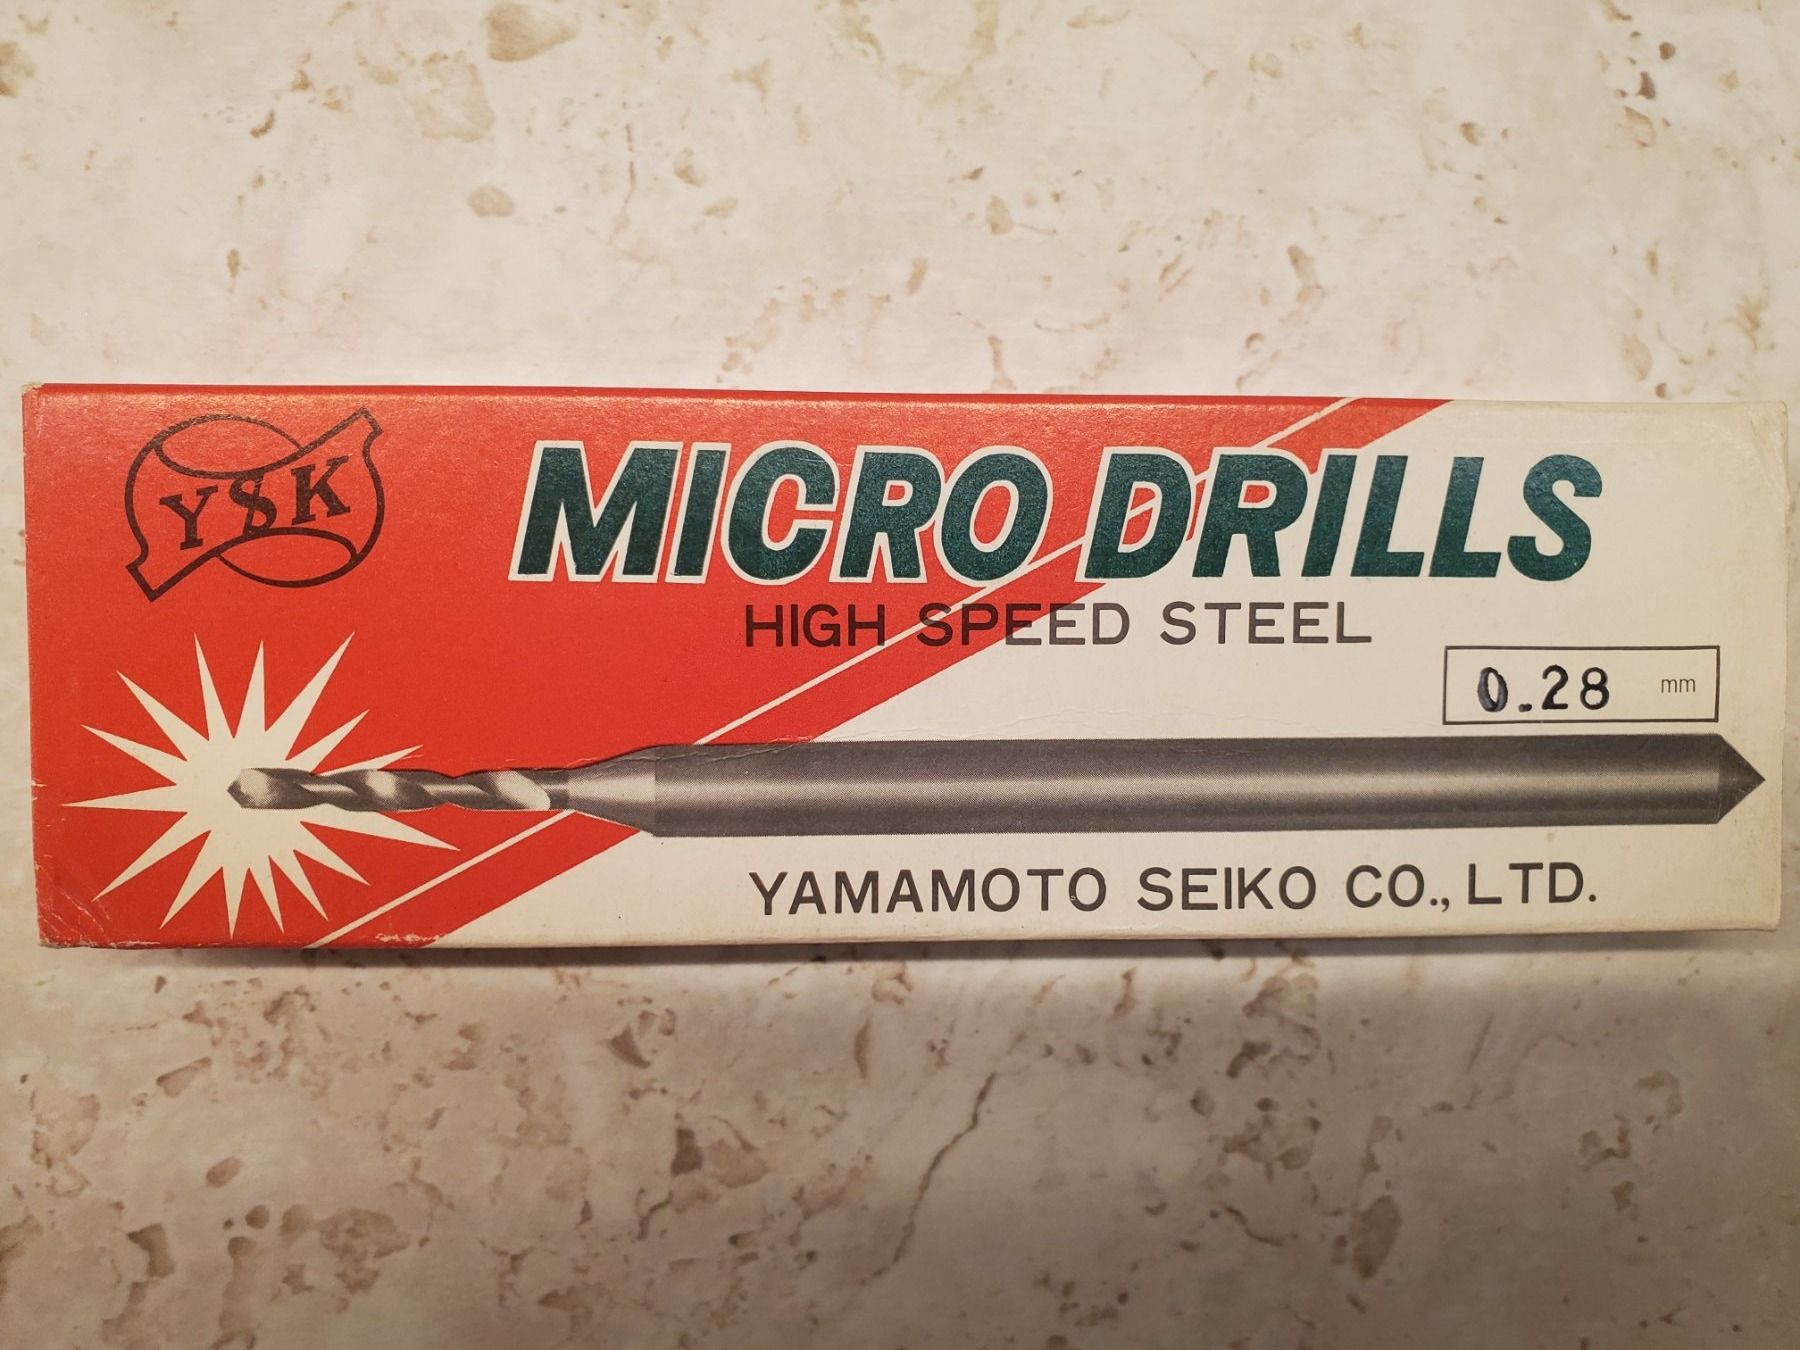 YSK
MICRO DRILLS
HIGH SPEED STEEL
0.28 mm
YAMAMOTO SEIKO CO., LTD.